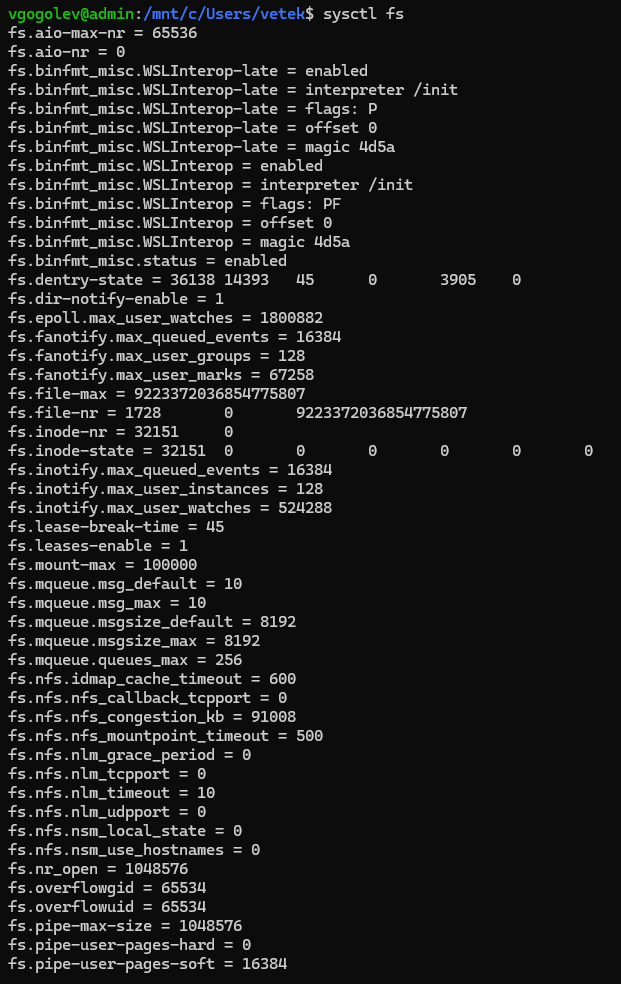 vgogolev@admin:/mnt/c/Users/vetek$ sysctl fs
fs.aio-max-nr = 65536
fs.aio-nr = 0
fs.binfmt_misc.WSLInterop-late = enabled
fs.binfmt_misc.WSLInterop-late = interpreter /init
fs.binfmt_misc.WSLInterop-late = flags: P
fs.binfmt_misc.WSLInterop-late = offset 0
fs.binfmt_misc.WSLInterop-late = magic 4d5a
fs.binfmt_misc.WSLInterop = enabled
fs.binfmt_misc.WSLInterop = interpreter /init
fs.binfmt_misc.WSLInterop = flags: PF
fs.binfmt_misc.WSLInterop = offset 0
fs.binfmt_misc.WSLInterop = magic 4d5a
fs.binfmt_misc.status = enabled
fs.dentry-state = 36138 14393   45      0       3905    0
fs.dir-notify-enable = 1
fs.epoll.max_user_watches = 1800882
fs.fanotify.max_queued_events = 16384
fs.fanotify.max_user_groups = 128
fs.fanotify.max_user_marks = 67258
fs.file-max = 9223372036854775807
fs.file-nr = 1728       0       9223372036854775807
fs.inode-nr = 32151     0
fs.inode-state = 32151  0       0       0       0       0       0
fs.inotify.max_queued_events = 16384
fs.inotify.max_user_instances = 128
fs.inotify.max_user_watches = 524288
fs.lease-break-time = 45
fs.leases-enable = 1
fs.mount-max = 100000
fs.mqueue.msg_default = 10
fs.mqueue.msg_max = 10
fs.mqueue.msgsize_default = 8192
fs.mqueue.msgsize_max = 8192
fs.mqueue.queues_max = 256
fs.nfs.idmap_cache_timeout = 600
fs.nfs.nfs_callback_tcpport = 0
fs.nfs.nfs_congestion_kb = 91008
fs.nfs.nfs_mountpoint_timeout = 500
fs.nfs.nlm_grace_period = 0
fs.nfs.nlm_tcpport = 0
fs.nfs.nlm_timeout = 10
fs.nfs.nlm_udpport = 0
fs.nfs.nsm_local_state = 0
fs.nfs.nsm_use_hostnames = 0
fs.nr_open = 1048576
fs.overflowgid = 65534
fs.overflowuid = 65534
fs.pipe-max-size = 1048576
fs.pipe-user-pages-hard = 0
fs.pipe-user-pages-soft = 16384